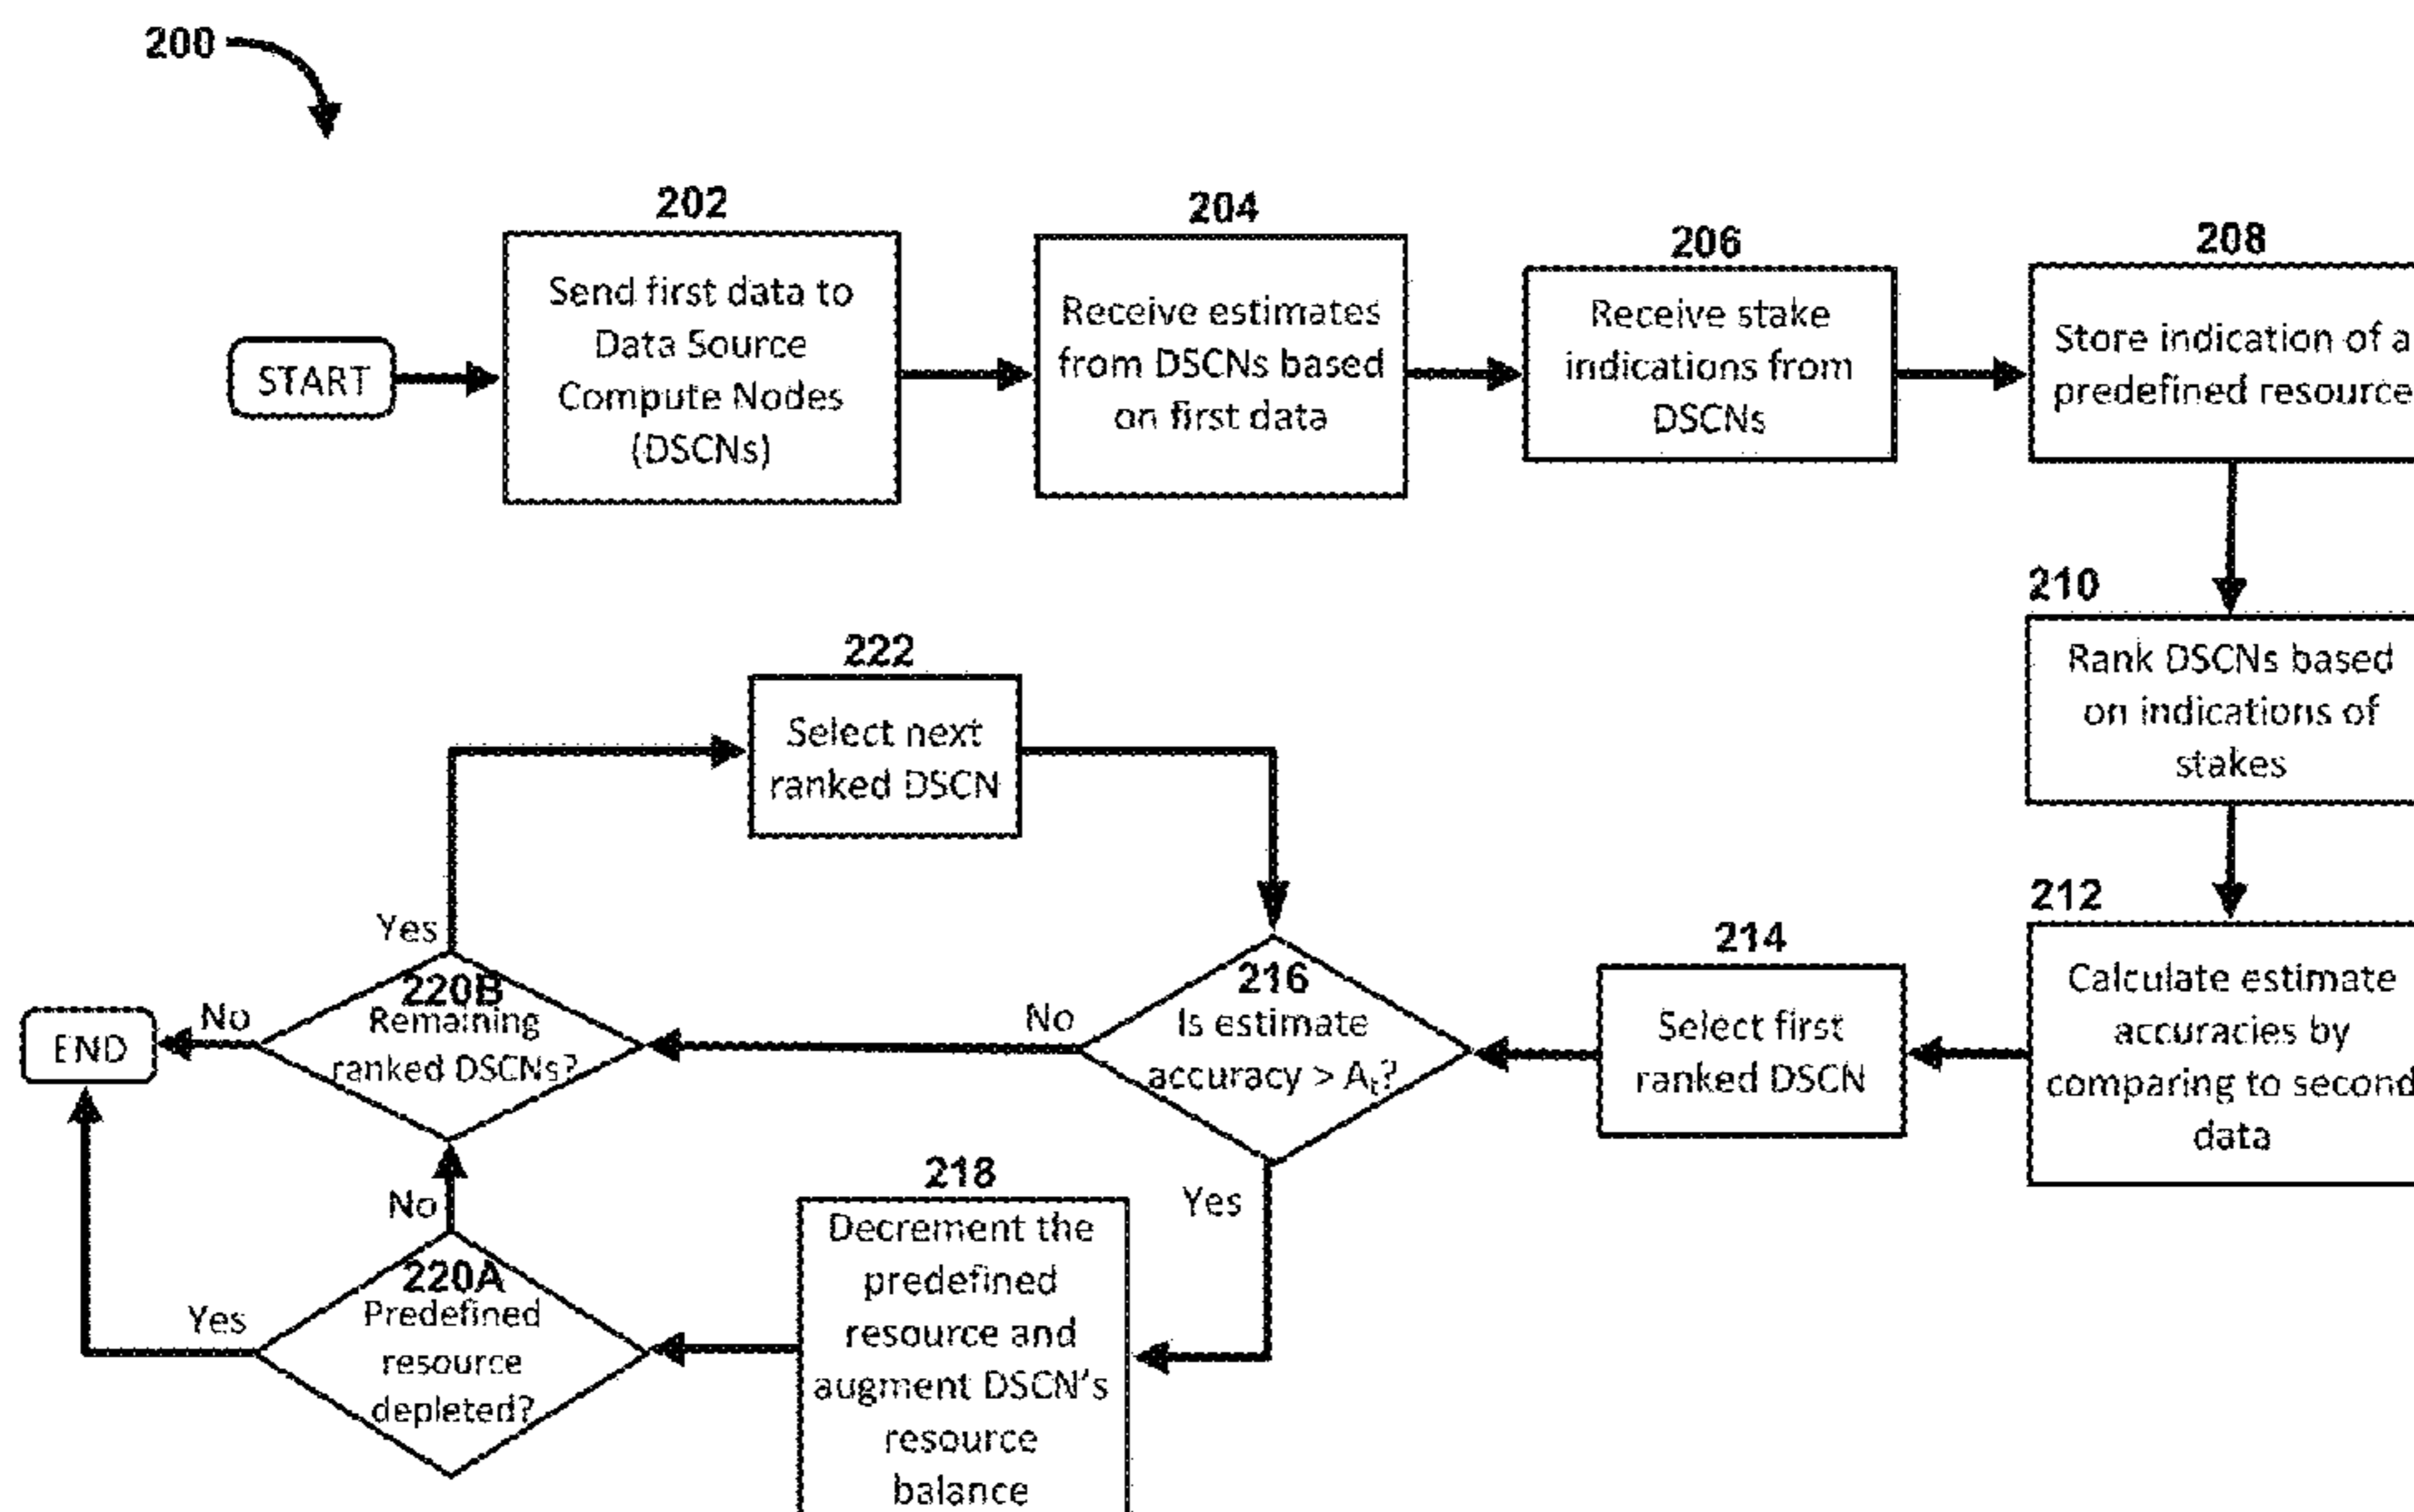 200
202
Send first data to
Data Source
Compute Nodes
(DSCNs)
204
Receive estimates
from DSCNs based
on first data
206
Receive stake
indications from
DSCNs
208
Store indication of a
predefined resource
START
210
Rank DSCNs based
on indications of
stakes
222
Select next
ranked DSCN
212
Calculate estimate
accuracies by
comparing to second
data
214
Select first
ranked DSCN
216
Is estimate
accuracy > Aₜ?
No
Yes
220B
Remaining
ranked DSCNs?
Yes
No
END
218
Decrement the
predefined
resource and
augment DSCN's
resource
balance
220A
Predefined
resource
depleted?
No
Yes